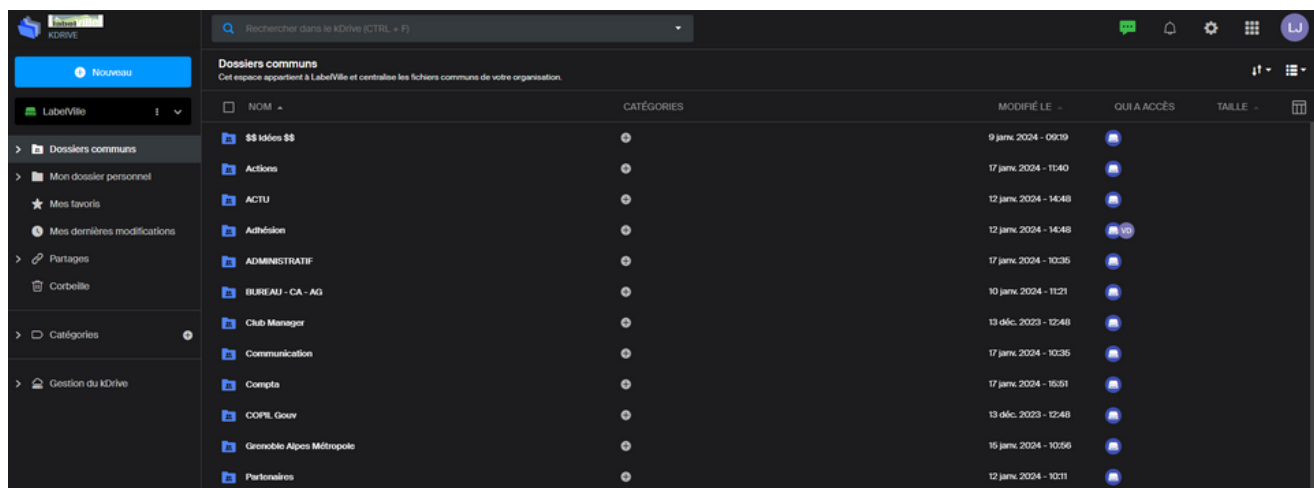 KDRIVE
Rechercher dans le kDrive (CTRL + F)
LJ
Nouveau
Dossiers communs
Cet espace appartient à LabelVille et centralise les fichiers communs de votre organisation.
LabelVille
NOM CATÉGORIES MODIFIÉ LE QUI A ACCÈS TAILLE
Dossiers communs
Mon dossier personnel
Mes favoris
Mes dernières modifications
Partages
Corbeille
Catégories
Gestion du kDrive
$$ Idées $$ 9 janv. 2024 - 09:19
Actions 17 janv. 2024 - 11:40
ACTU 12 janv. 2024 - 14:48
Adhésion 12 janv. 2024 - 14:48 VD
ADMINISTRATIF 17 janv. 2024 - 10:35
BUREAU - CA - AG 10 janv. 2024 - 11:21
Club Manager 13 déc. 2023 - 12:48
Communication 17 janv. 2024 - 10:35
Compta 17 janv. 2024 - 15:51
COPIL Gouv 13 déc. 2023 - 12:48
Grenoble Alpes Métropole 15 janv. 2024 - 10:56
Partenaires 12 janv. 2024 - 10:11